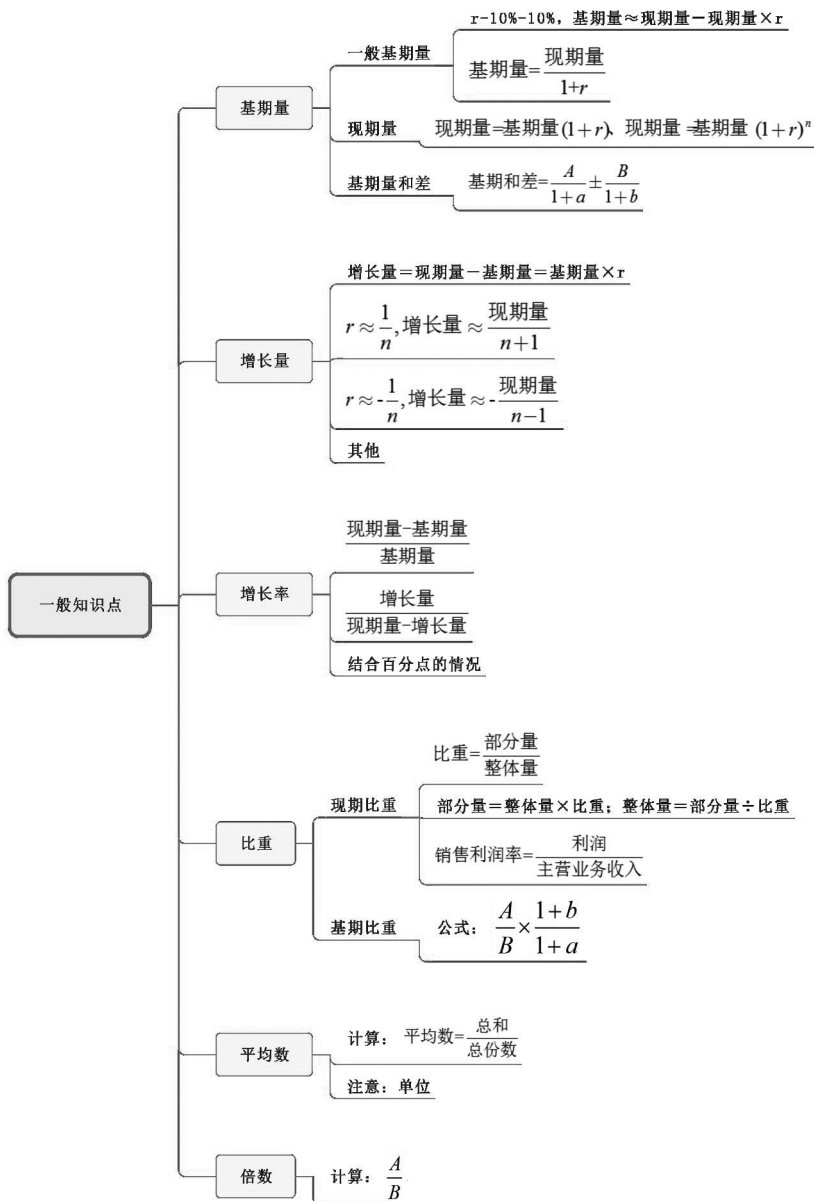 一般知识点
基期量
一般基期量
r-10%-10%，基期量≈现期量－现期量×r
基期量=现期量/(1+r)
现期量
现期量=基期量(1+r)、现期量=基期量(1+r)^n
基期量和差
基期和差=A/(1+a)±B/(1+b)
增长量
增长量＝现期量－基期量＝基期量×r
r≈1/n,增长量≈现期量/(n+1)
r≈-1/n,增长量≈-现期量/(n−1)
其他
增长率
(现期量-基期量)/基期量
增长量/(现期量-增长量)
结合百分点的情况
比重
现期比重
比重=部分量/整体量
部分量＝整体量×比重；整体量＝部分量÷比重
销售利润率=利润/主营业务收入
基期比重
公式：A/B×(1+b)/(1+a)
平均数
计算：平均数=总和/总份数
注意：单位
倍数
计算：A/B